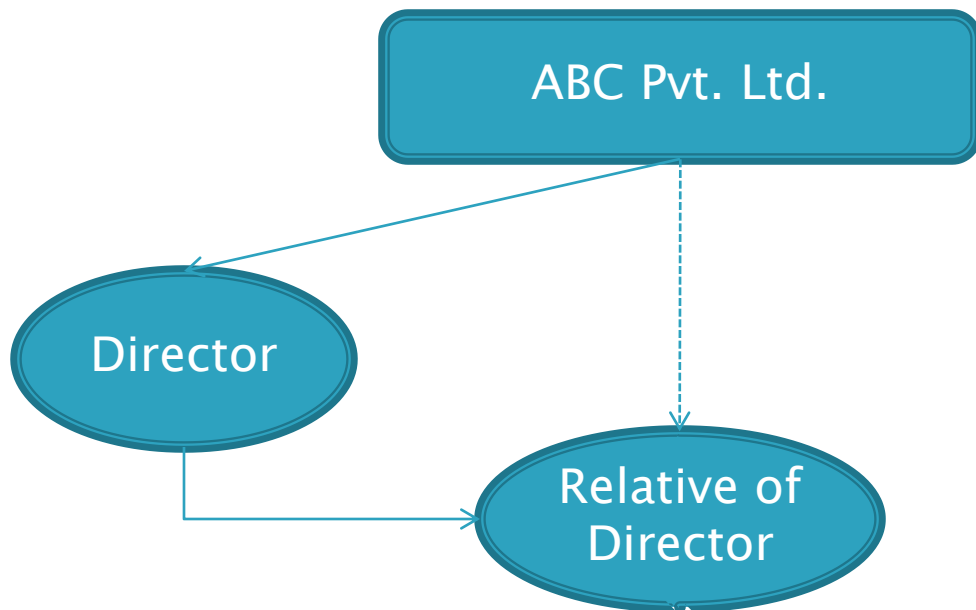 ABC Pvt. Ltd.
Director
Relative of
Director